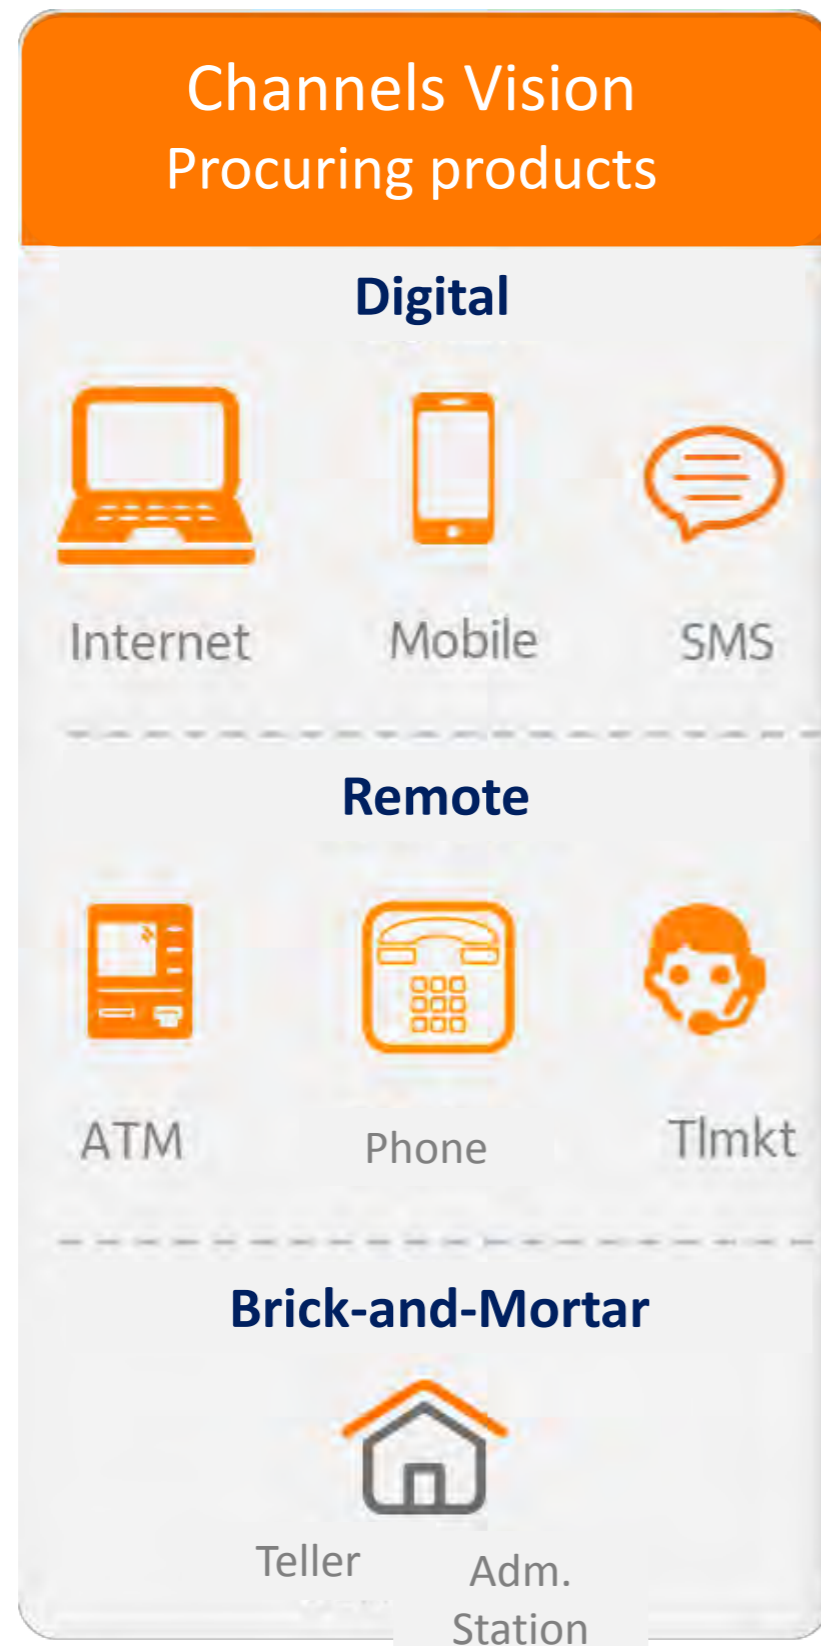 Channels Vision
Procuring products
Digital
Internet Mobile SMS
Remote
ATM Phone Tlmkt
Brick-and-Mortar
Teller Adm.
Station